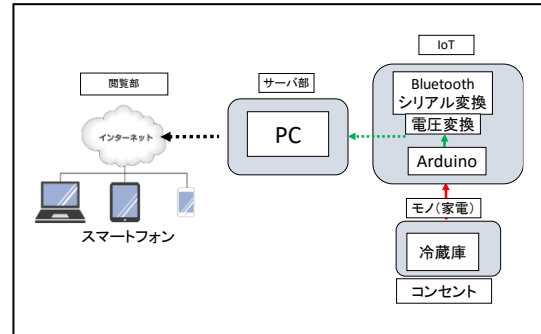 IoT
閲覧部
サーバ部
Bluetooth
シリアル変換
電圧変換
インターネット
PC
Arduino
スマートフォン
モノ(家電)
冷蔵庫
コンセント